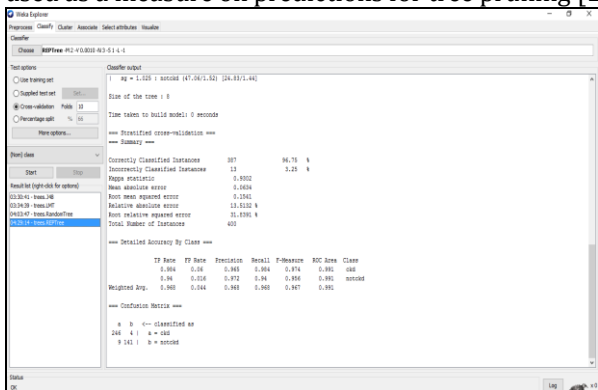 used as a measure on predictions for tree pruning [
Weka Explorer
Preprocess Classify Cluster Associate Select attributes Visualize
Classifier
Choose REPTree -M 2 -V 0.0010 -N 3 -S 1 -L -1
Test options
Use training set
Supplied test set Set...
Cross-validation Folds 10
Percentage split % 66
More options...
(Nom) class
Start Stop
Result list (right-click for options)
03:30:41 - trees.J48
03:34:39 - trees.LMT
04:03:47 - trees.RandomTree
04:29:14 - trees.REPTree
Classifier output
| sg = 1.025 : notckd (47.06/1.52) [24.83/1.44]
Size of the tree : 8
Time taken to build model: 0 seconds
=== Stratified cross-validation ===
=== Summary ===
Correctly Classified Instances 387 96.75 %
Incorrectly Classified Instances 13 3.25 %
Kappa statistic 0.9302
Mean absolute error 0.0634
Root mean squared error 0.1541
Relative absolute error 13.5132 %
Root relative squared error 31.8391 %
Total Number of Instances 400
=== Detailed Accuracy By Class ===
TP Rate FP Rate Precision Recall F-Measure ROC Area Class
0.984 0.06 0.965 0.984 0.974 0.991 ckd
0.94 0.016 0.972 0.94 0.956 0.991 notckd
Weighted Avg. 0.968 0.044 0.968 0.968 0.967 0.991
=== Confusion Matrix ===
a b <-- classified as
246 4 | a = ckd
9 141 | b = notckd
Status
OK
Log x 0